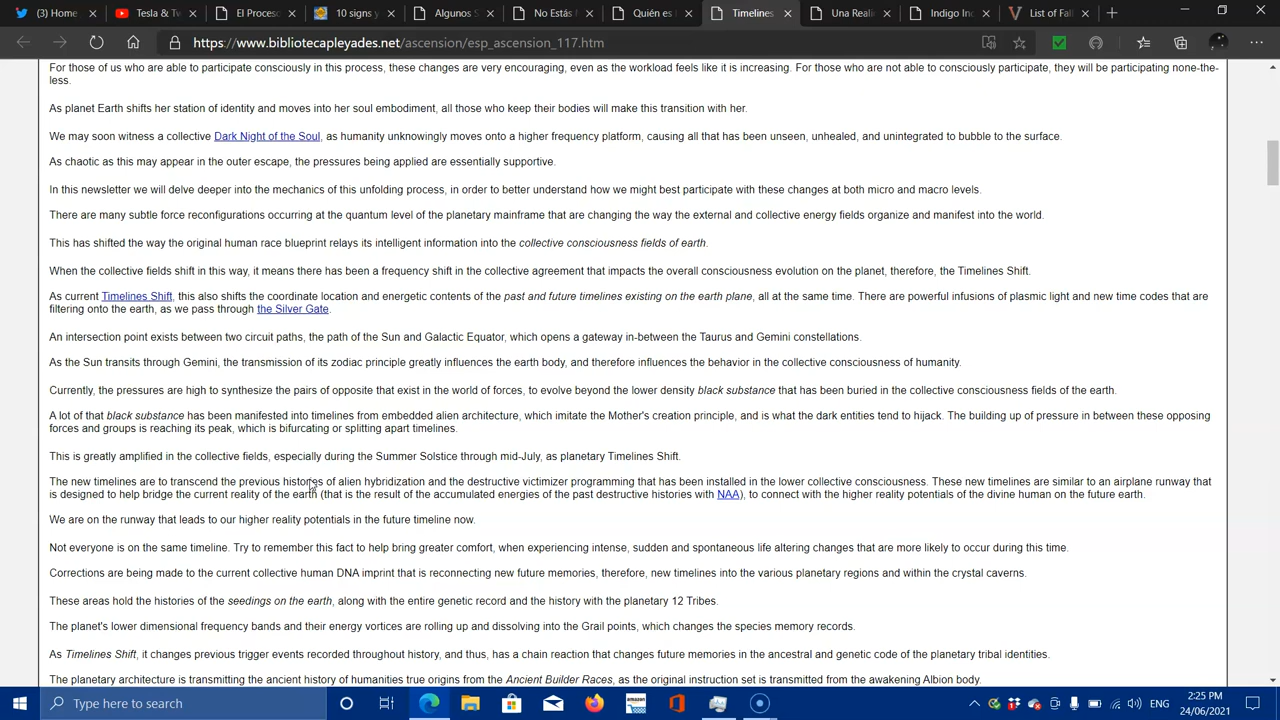 Home
Tesla & Tw
El Proceso
10 signs y
Algunos S
No Estás
Quién es
Timelines
Una Reali
Indigo Inc
List of Fal
https://www.bibliotecapleyades.net/ascension/esp_ascension_117.htm
For those of us who are able to participate consciously in this process, these changes are very encouraging, even as the workload feels like it is increasing. For those who are not able to consciously participate, they will be participating none-the-
less.
As planet Earth shifts her station of identity and moves into her soul embodiment, all those who keep their bodies will make this transition with her.
We may soon witness a collective Dark Night of the Soul, as humanity unknowingly moves onto a higher frequency platform, causing all that has been unseen, unhealed, and unintegrated to bubble to the surface.
As chaotic as this may appear in the outer escape, the pressures being applied are essentially supportive.
In this newsletter we will delve deeper into the mechanics of this unfolding process, in order to better understand how we might best participate with these changes at both micro and macro levels.
There are many subtle force reconfigurations occurring at the quantum level of the planetary mainframe that are changing the way the external and collective energy fields organize and manifest into the world.
This has shifted the way the original human race blueprint relays its intelligent information into the collective consciousness fields of earth.
When the collective fields shift in this way, it means there has been a frequency shift in the collective agreement that impacts the overall consciousness evolution on the planet, therefore, the Timelines Shift.
As current Timelines Shift, this also shifts the coordinate location and energetic contents of the past and future timelines existing on the earth plane, all at the same time. There are powerful infusions of plasmic light and new time codes that are
filtering onto the earth, as we pass through the Silver Gate.
An intersection point exists between two circuit paths, the path of the Sun and Galactic Equator, which opens a gateway in-between the Taurus and Gemini constellations.
As the Sun transits through Gemini, the transmission of its zodiac principle greatly influences the earth body, and therefore influences the behavior in the collective consciousness of humanity.
Currently, the pressures are high to synthesize the pairs of opposite that exist in the world of forces, to evolve beyond the lower density black substance that has been buried in the collective consciousness fields of the earth.
A lot of that black substance has been manifested into timelines from embedded alien architecture, which imitate the Mother's creation principle, and is what the dark entities tend to hijack. The building up of pressure in between these opposing
forces and groups is reaching its peak, which is bifurcating or splitting apart timelines.
This is greatly amplified in the collective fields, especially during the Summer Solstice through mid-July, as planetary Timelines Shift.
The new timelines are to transcend the previous histories of alien hybridization and the destructive victimizer programming that has been installed in the lower collective consciousness. These new timelines are similar to an airplane runway that
is designed to help bridge the current reality of the earth (that is the result of the accumulated energies of the past destructive histories with NAA), to connect with the higher reality potentials of the divine human on the future earth.
We are on the runway that leads to our higher reality potentials in the future timeline now.
Not everyone is on the same timeline. Try to remember this fact to help bring greater comfort, when experiencing intense, sudden and spontaneous life altering changes that are more likely to occur during this time.
Corrections are being made to the current collective human DNA imprint that is reconnecting new future memories, therefore, new timelines into the various planetary regions and within the crystal caverns.
These areas hold the histories of the seedings on the earth, along with the entire genetic record and the history with the planetary 12 Tribes.
The planet's lower dimensional frequency bands and their energy vortices are rolling up and dissolving into the Grail points, which changes the species memory records.
As Timelines Shift, it changes previous trigger events recorded throughout history, and thus, has a chain reaction that changes future memories in the ancestral and genetic code of the planetary tribal identities.
The planetary architecture is transmitting the ancient history of humanities true origins from the Ancient Builder Races, as the original instruction set is transmitted from the awakening Albion body.
Type here to search
amazon
ENG
2:25 PM
24/06/2021